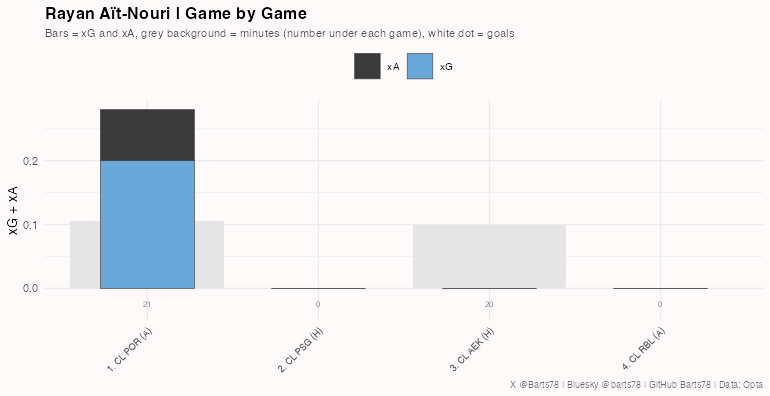 Rayan Aït-Nouri | Game by Game
Bars = xG and xA, grey background = minutes (number under each game), white dot = goals
xA xG
xG + xA
0.2
0.1
0.0
21 0 20 0
1. CL POR (A) 2. CL PSG (H) 3. CL AEK (H) 4. CL RBL (A)
X @Barts78 | Bluesky @barts78 | GitHub Barts78 | Data: Opta